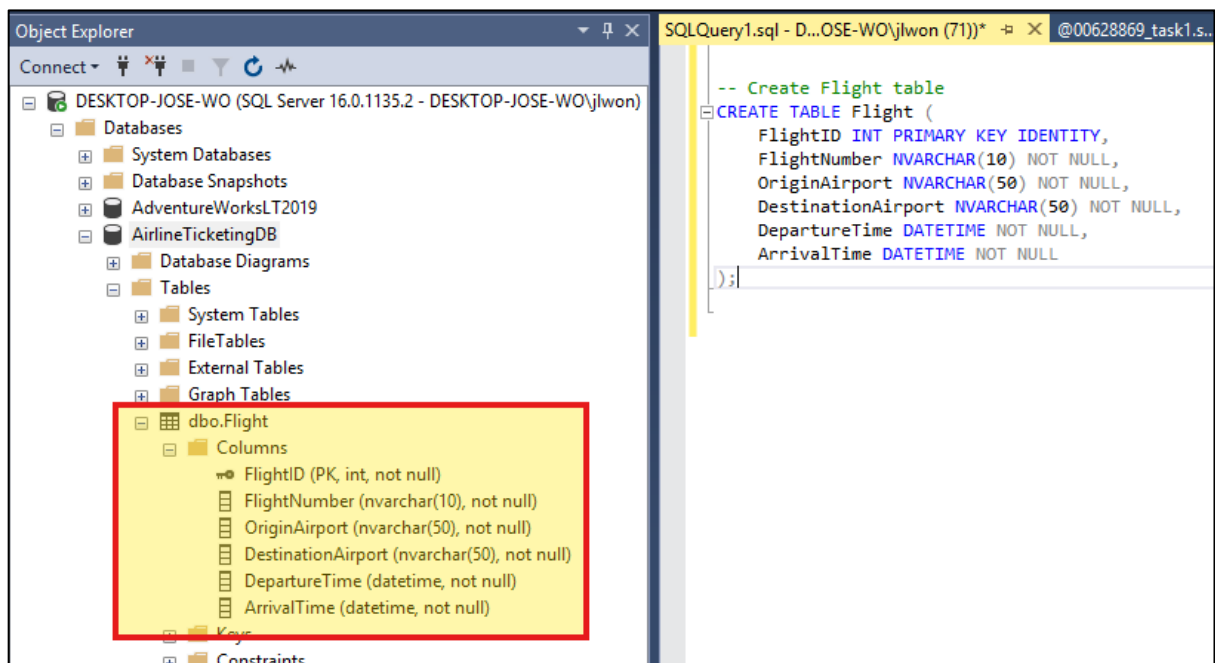 Object Explorer
Connect
DESKTOP-JOSE-WO (SQL Server 16.0.1135.2 - DESKTOP-JOSE-WO\jlwon)
Databases
System Databases
Database Snapshots
AdventureWorksLT2019
AirlineTicketingDB
Database Diagrams
Tables
System Tables
FileTables
External Tables
Graph Tables
dbo.Flight
Columns
FlightID (PK, int, not null)
FlightNumber (nvarchar(10), not null)
OriginAirport (nvarchar(50), not null)
DestinationAirport (nvarchar(50), not null)
DepartureTime (datetime, not null)
ArrivalTime (datetime, not null)
Keys
Constraints
SQLQuery1.sql - D...OSE-WO\jlwon (71))* @00628869_task1.s...
-- Create Flight table
CREATE TABLE Flight (
FlightID INT PRIMARY KEY IDENTITY,
FlightNumber NVARCHAR(10) NOT NULL,
OriginAirport NVARCHAR(50) NOT NULL,
DestinationAirport NVARCHAR(50) NOT NULL,
DepartureTime DATETIME NOT NULL,
ArrivalTime DATETIME NOT NULL
);